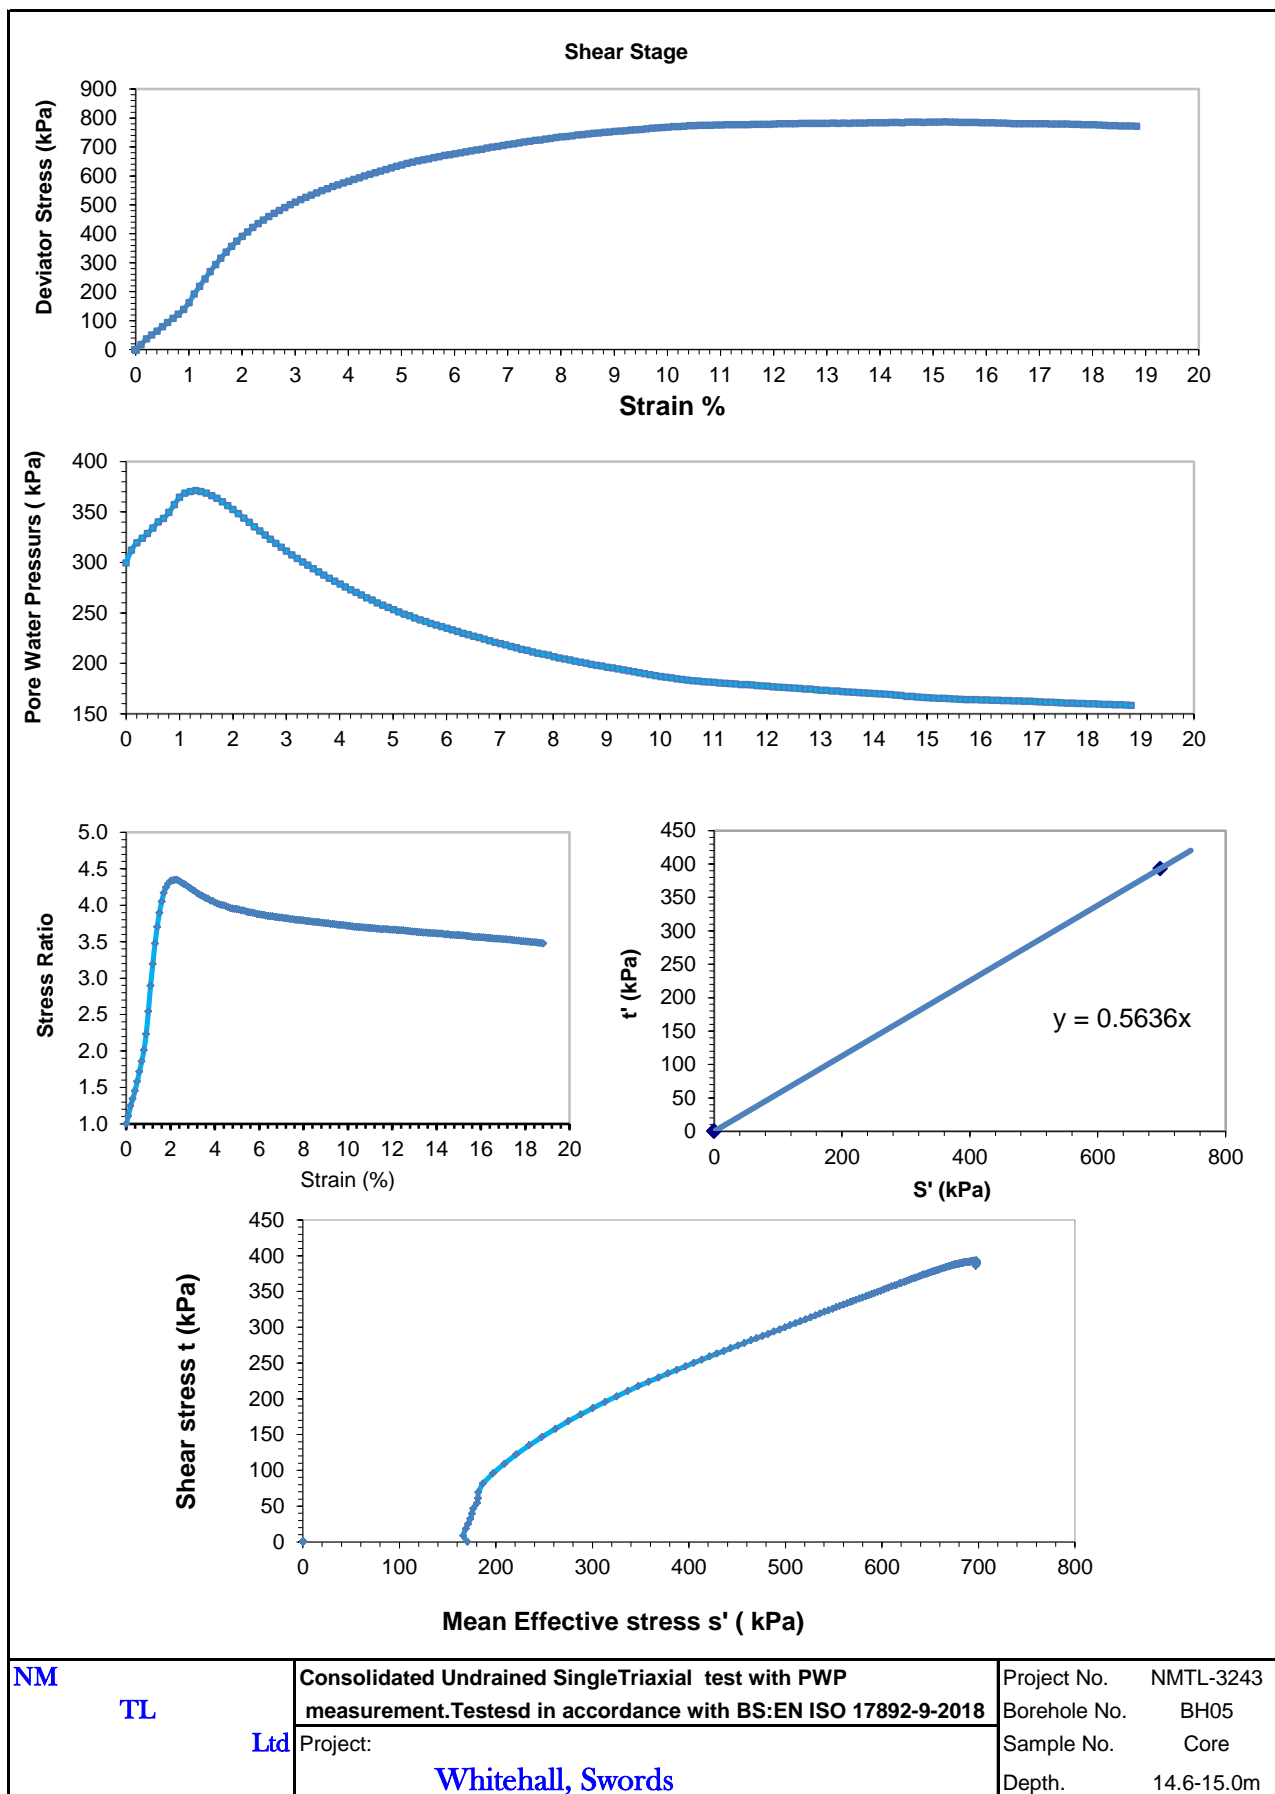 Shear Stage
Deviator Stress (kPa)
900
800
700
600
500
400
300
200
100
0
0 1 2 3 4 5 6 7 8 9 10 11 12 13 14 15 16 17 18 19 20
Strain %
Pore Water Pressurs ( kPa)
400
350
300
250
200
150
0 1 2 3 4 5 6 7 8 9 10 11 12 13 14 15 16 17 18 19 20
Stress Ratio
5.0
4.5
4.0
3.5
3.0
2.5
2.0
1.5
1.0
0 2 4 6 8 10 12 14 16 18 20
Strain (%)
t' (kPa)
450
400
350
300
250
200
150
100
50
0
y = 0.5636x
0 200 400 600 800
S' (kPa)
Shear stress t (kPa)
450
400
350
300
250
200
150
100
50
0
0 100 200 300 400 500 600 700 800
Mean Effective stress s' ( kPa)
NM
TL
Ltd
Consolidated Undrained SingleTriaxial test with PWP
measurement.Testesd in accordance with BS:EN ISO 17892-9-2018
Project:
Whitehall, Swords
Project No. NMTL-3243
Borehole No. BH05
Sample No. Core
Depth. 14.6-15.0m